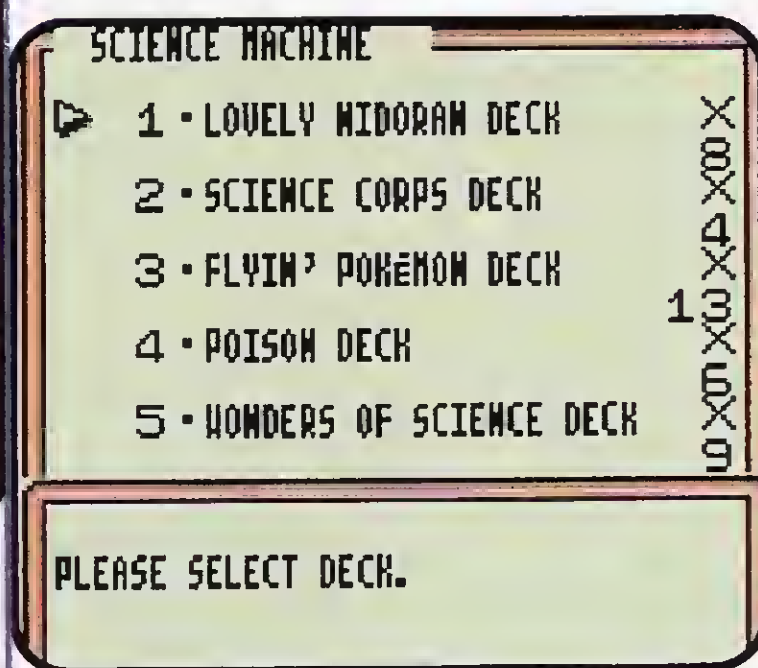 SCIENCE MACHINE
1 • LOVELY NIDORAN DECK X
8
2 • SCIENCE CORPS DECK X
4
3 • FLYIN' POKéMON DECK X
13
4 • POISON DECK X
6
5 • WONDERS OF SCIENCE DECK X
9
PLEASE SELECT DECK.